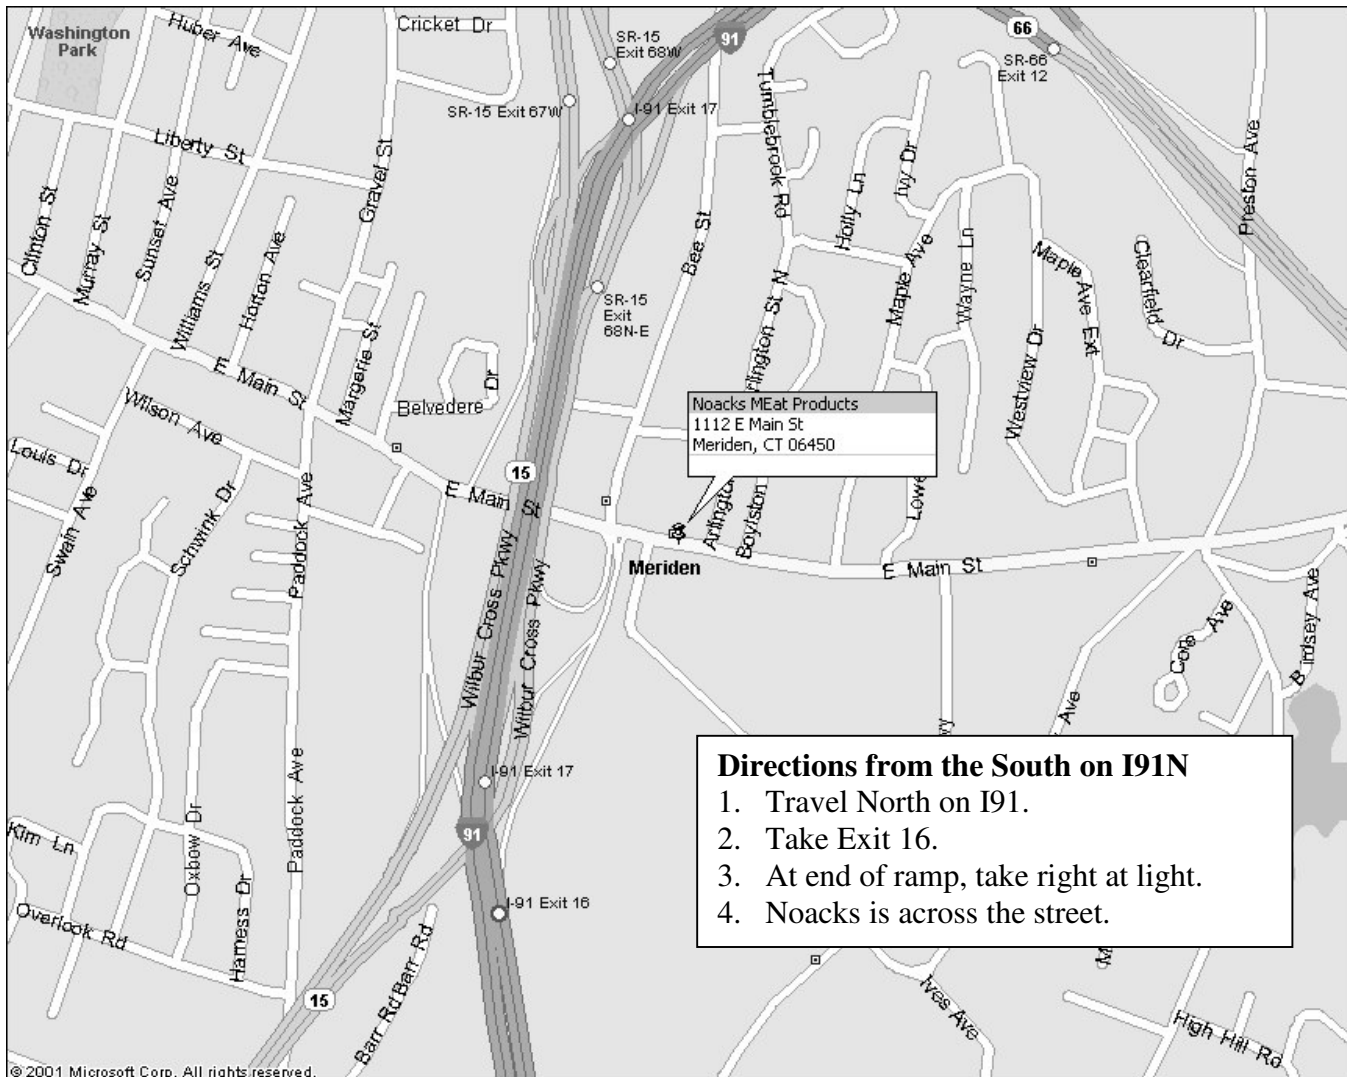 Washington
Park
Huber Ave
Cricket Dr
SR-15
Exit 68W
91
66
SR-66
Exit 12
SR-15 Exit 67W
I-91 Exit 17
Tumblebrook Rd
Liberty St
Gravel St
Holly Ln
Ivy Dr
Preston Ave
Clinton St
Murray St
Sunset Ave
Williams St
Horton Ave
Bee St
Maple Ave
Wayne Ln
Maple Ave Ext
Clearfield Dr
SR-15
Exit
68N-E
Arlington St N
Westview Dr
E Main St
Margerie St
Belvedere Dr
Noacks MEat Products
1112 E Main St
Meriden, CT 06450
Wilson Ave
Louis Dr
Swain Ave
Schwink Dr
Paddock Ave
15
E Main St
Arlington
Boylston
Lowe
Meriden
E Main St
Wilbur Cross Pkwy
Wilbur Cross Pkwy
Cole Ave
Birdsey Ave
Ave
wy
I-91 Exit 17
91
I-91 Exit 16
Paddock Ave
Oxbow Dr
Kim Ln
Harness Dr
Overlook Rd
15
Barr Rd
Barr Rd
Directions from the South on I91N
1. Travel North on I91.
2. Take Exit 16.
3. At end of ramp, take right at light.
4. Noacks is across the street.
M
Ives Ave
High Hill Rd
© 2001 Microsoft Corp. All rights reserved.